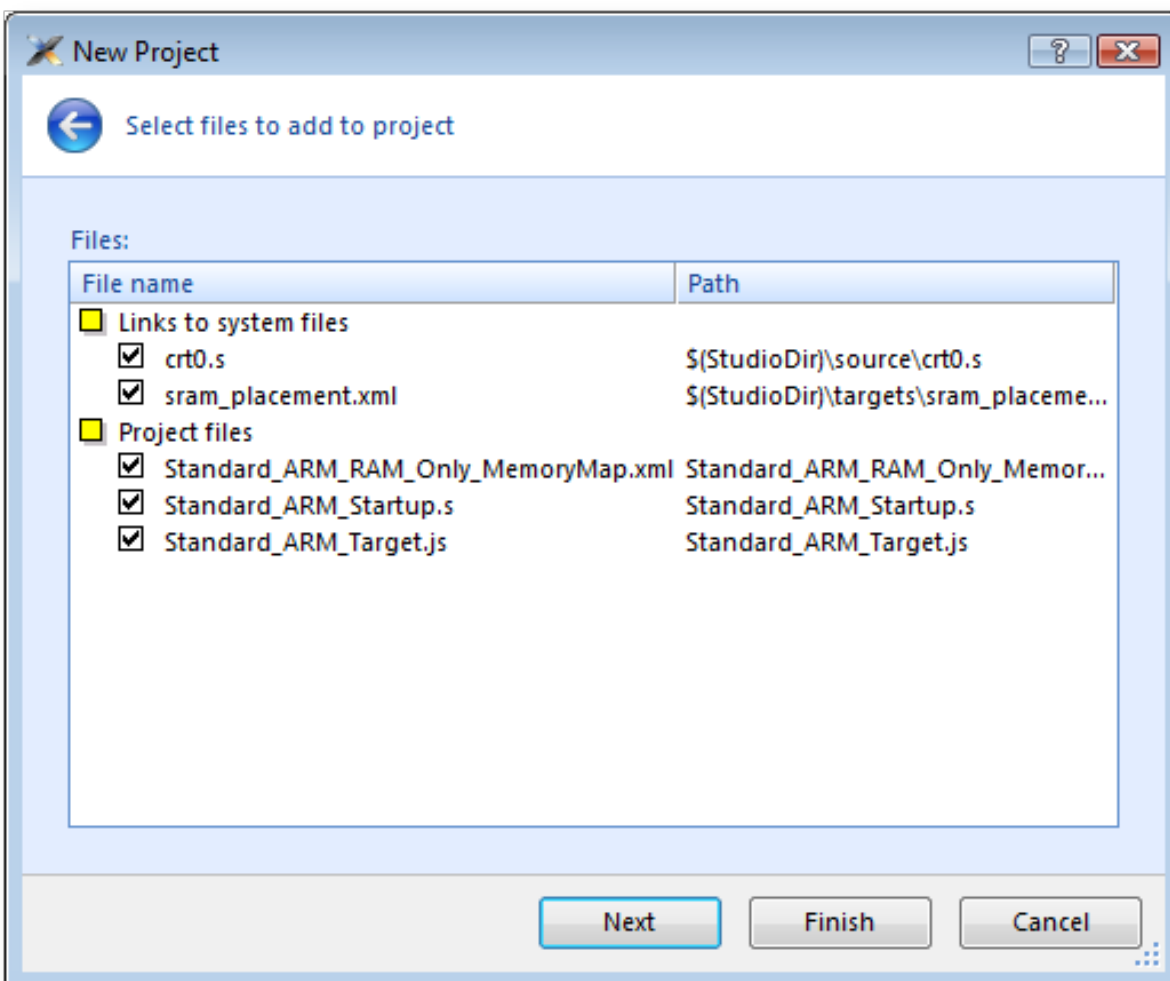 New Project
Select files to add to project
Files:
File name Path
Links to system files
crt0.s $(StudioDir)\source\crt0.s
sram_placement.xml $(StudioDir)\targets\sram_placeme...
Project files
Standard_ARM_RAM_Only_MemoryMap.xml Standard_ARM_RAM_Only_Memor...
Standard_ARM_Startup.s Standard_ARM_Startup.s
Standard_ARM_Target.js Standard_ARM_Target.js
Next Finish Cancel